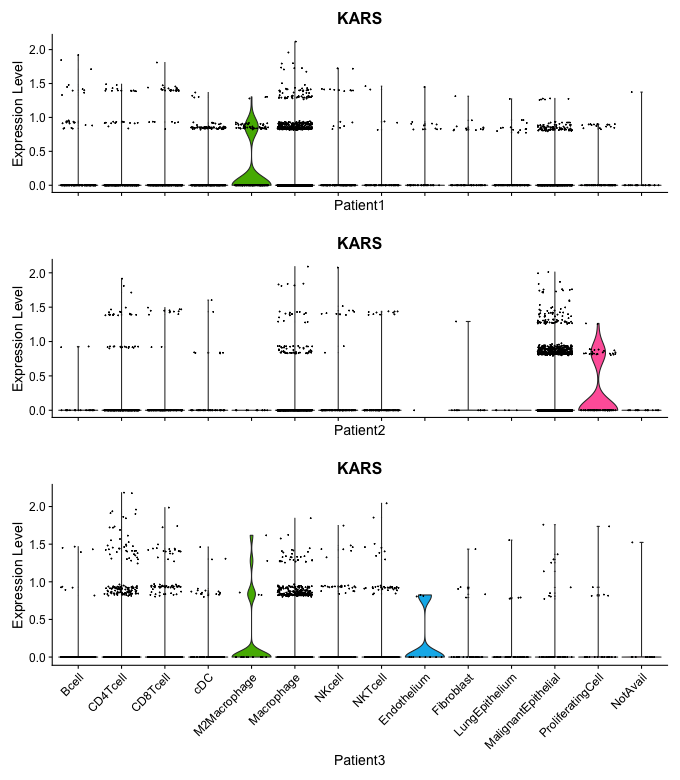 KARS
Expression Level
2.0
1.5
1.0
0.5
0.0
Patient1
KARS
Expression Level
2.0
1.5
1.0
0.5
0.0
Patient2
KARS
Expression Level
2.0
1.5
1.0
0.5
0.0
Bcell
CD4Tcell
CD8Tcell
cDC
M2Macrophage
Macrophage
NKcell
NKTcell
Endothelium
Fibroblast
LungEpithelium
MalignantEpithelial
ProliferatingCell
NotAvail
Patient3